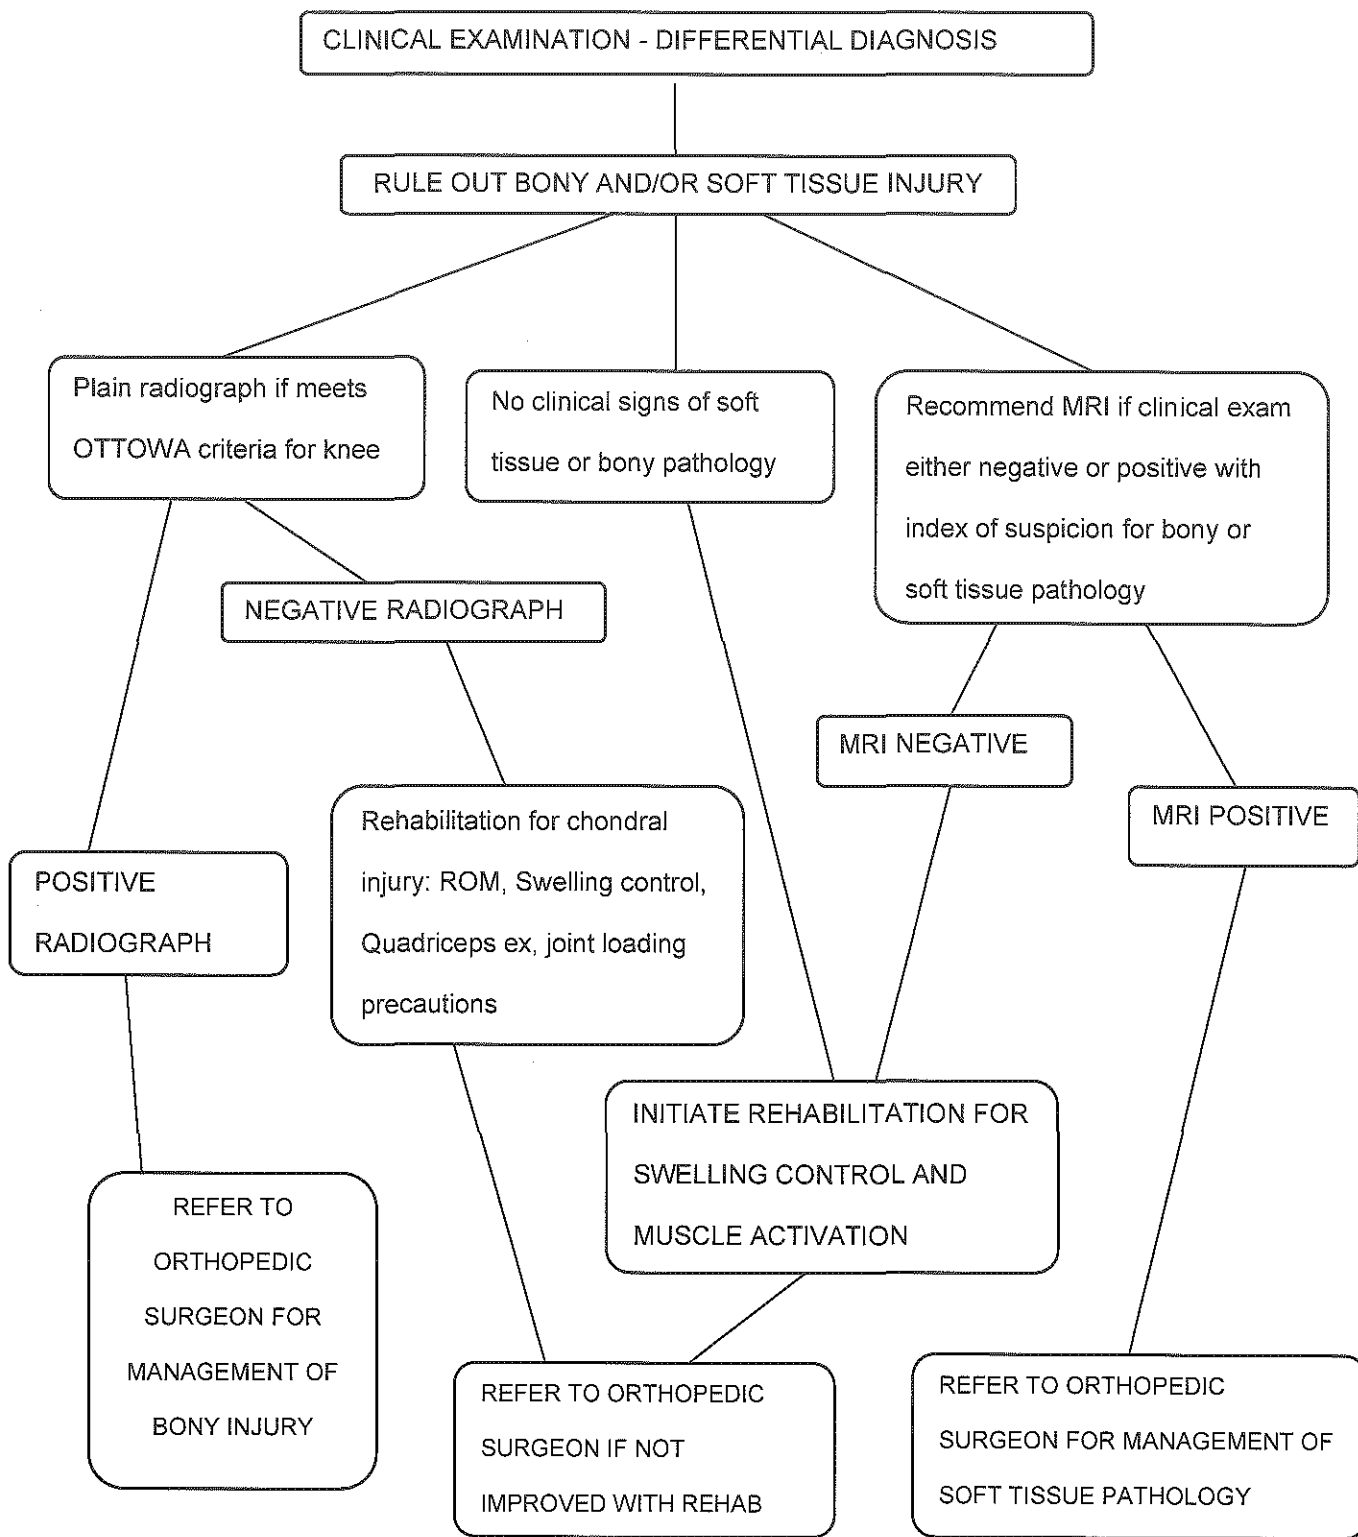 CLINICAL EXAMINATION - DIFFERENTIAL DIAGNOSIS
RULE OUT BONY AND/OR SOFT TISSUE INJURY
Plain radiograph if meets
OTTOWA criteria for knee
No clinical signs of soft
tissue or bony pathology
Recommend MRI if clinical exam
either negative or positive with
index of suspicion for bony or
soft tissue pathology
NEGATIVE RADIOGRAPH
MRI NEGATIVE
MRI POSITIVE
Rehabilitation for chondral
injury: ROM, Swelling control,
Quadriceps ex, joint loading
precautions
POSITIVE
RADIOGRAPH
INITIATE REHABILITATION FOR
SWELLING CONTROL AND
MUSCLE ACTIVATION
REFER TO
ORTHOPEDIC
SURGEON FOR
MANAGEMENT OF
BONY INJURY
REFER TO ORTHOPEDIC
SURGEON IF NOT
IMPROVED WITH REHAB
REFER TO ORTHOPEDIC
SURGEON FOR MANAGEMENT OF
SOFT TISSUE PATHOLOGY